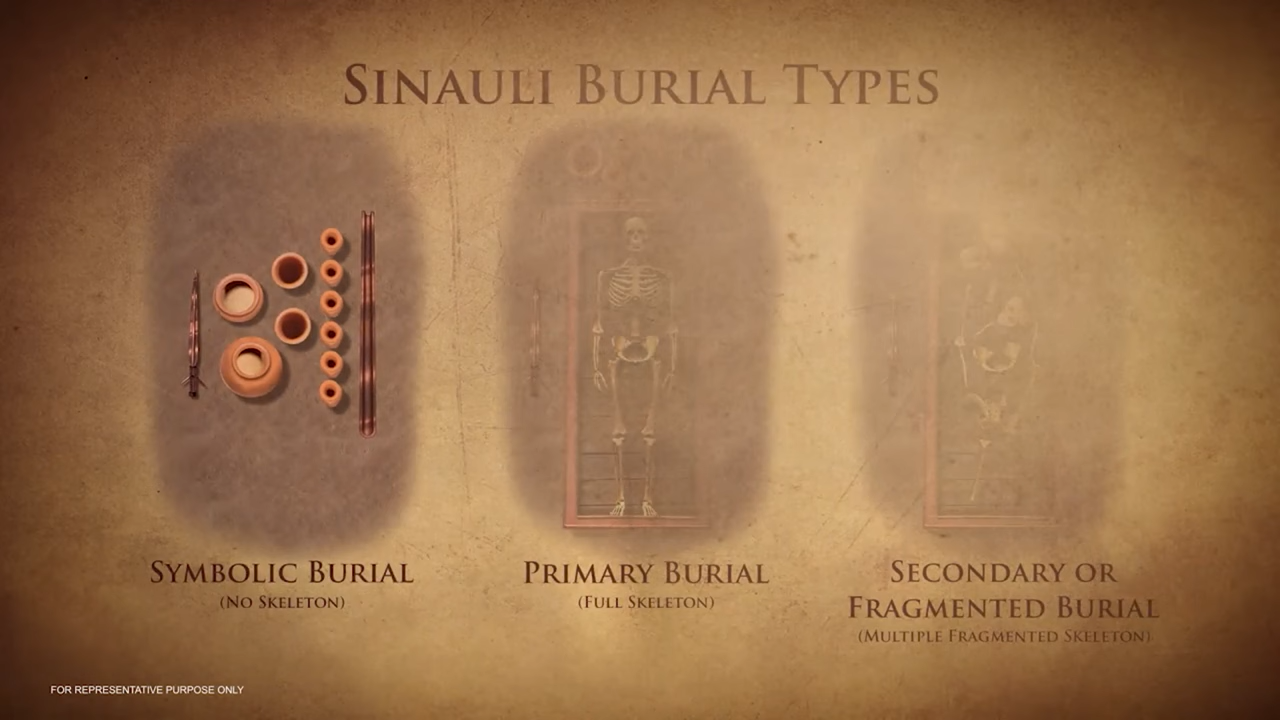 Sinauli Burial Types
Symbolic Burial
(No Skeleton)
Primary Burial
(Full Skeleton)
Secondary or
Fragmented Burial
(Multiple Fragmented Skeleton)
FOR REPRESENTATIVE PURPOSE ONLY